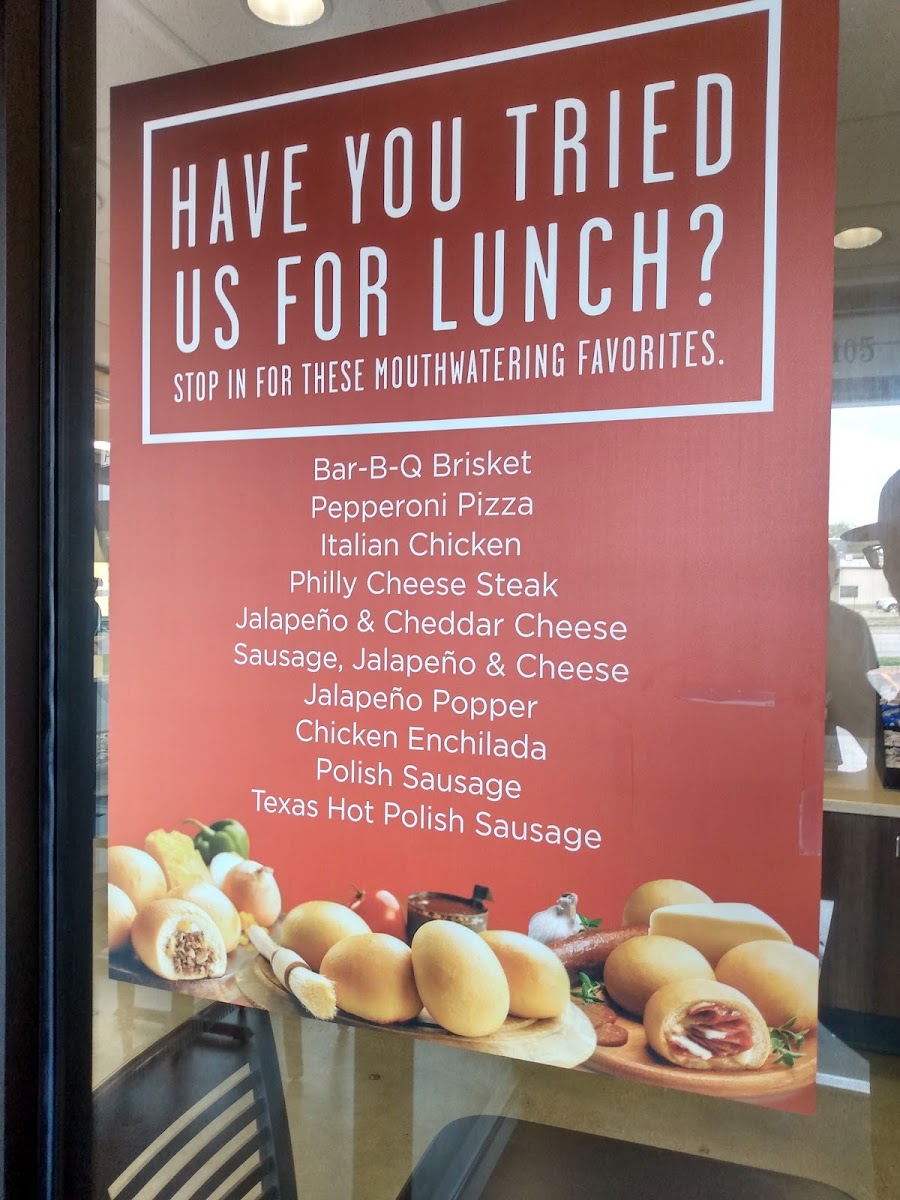 HAVE YOU TRIED
US FOR LUNCH?
STOP IN FOR THESE MOUTHWATERING FAVORITES.
Bar-B-Q Brisket
Pepperoni Pizza
Italian Chicken
Philly Cheese Steak
Jalapeño & Cheddar Cheese
Sausage, Jalapeño & Cheese
Jalapeño Popper
Chicken Enchilada
Polish Sausage
Texas Hot Polish Sausage
105